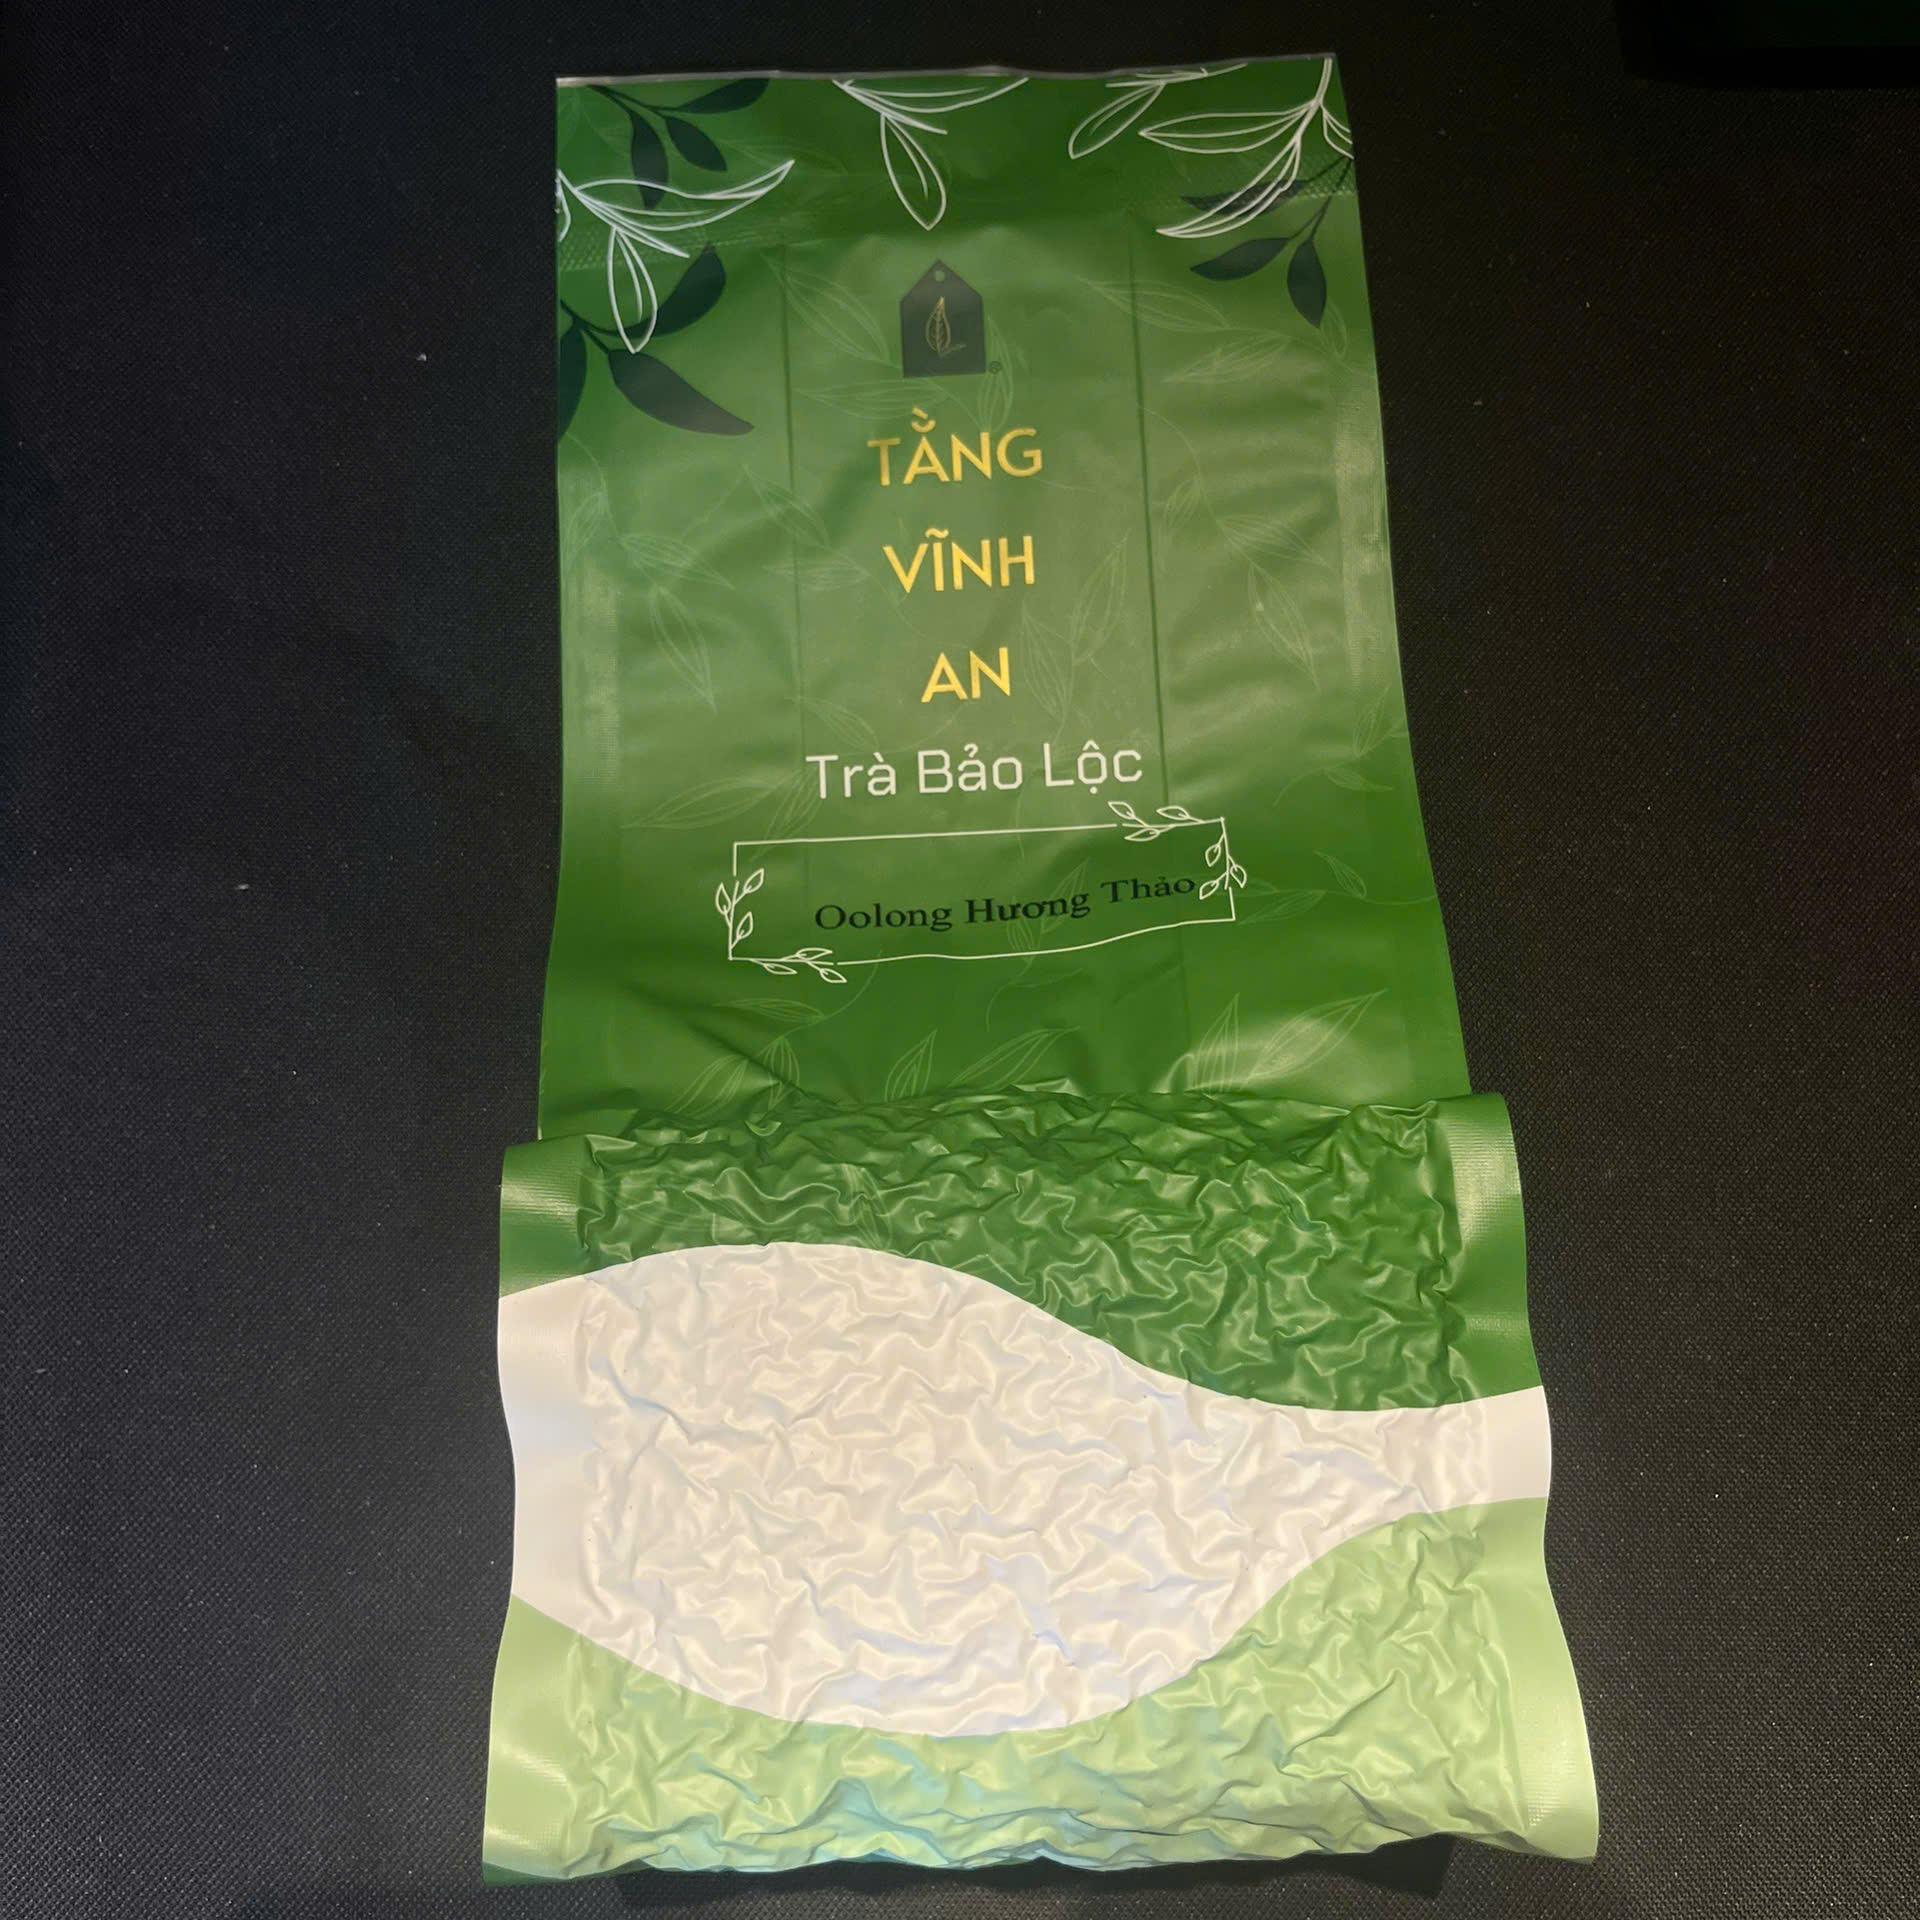 TẰNG
VĨNH
AN
Trà Bảo Lộc
Oolong Hương Thảo